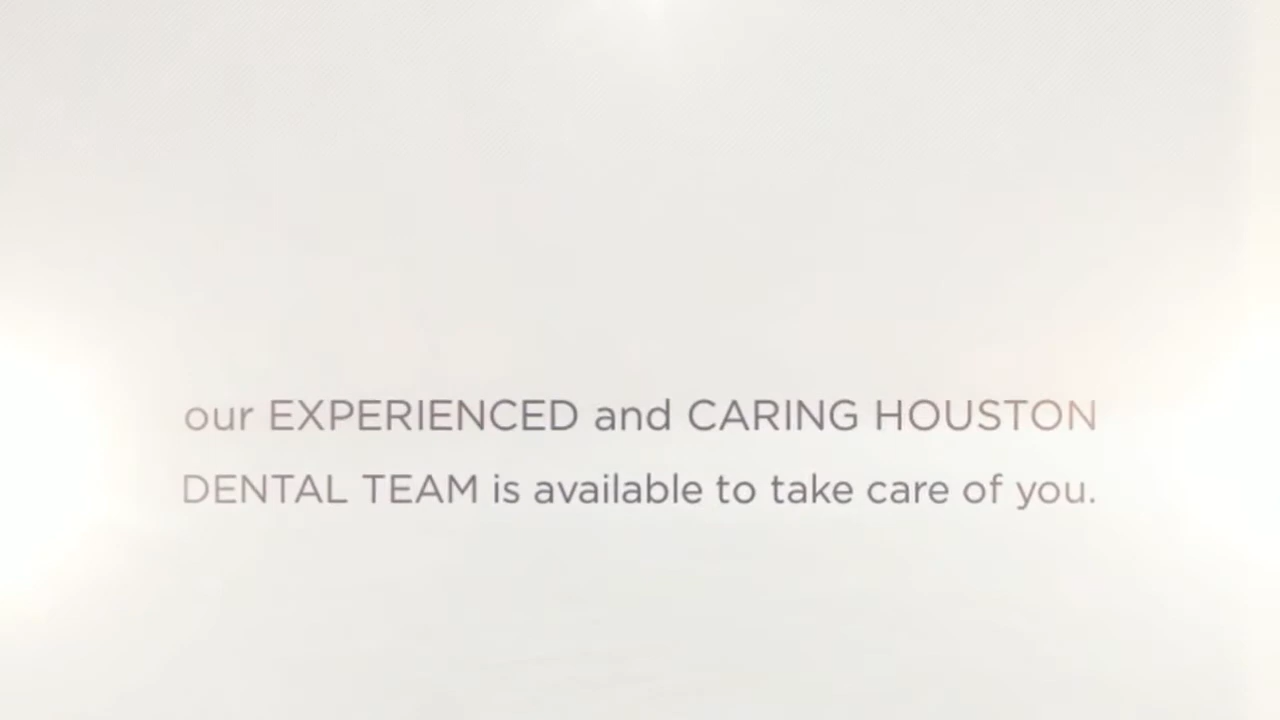 our EXPERIENCED and CARING HOUSTON
DENTAL TEAM is available to take care of you.